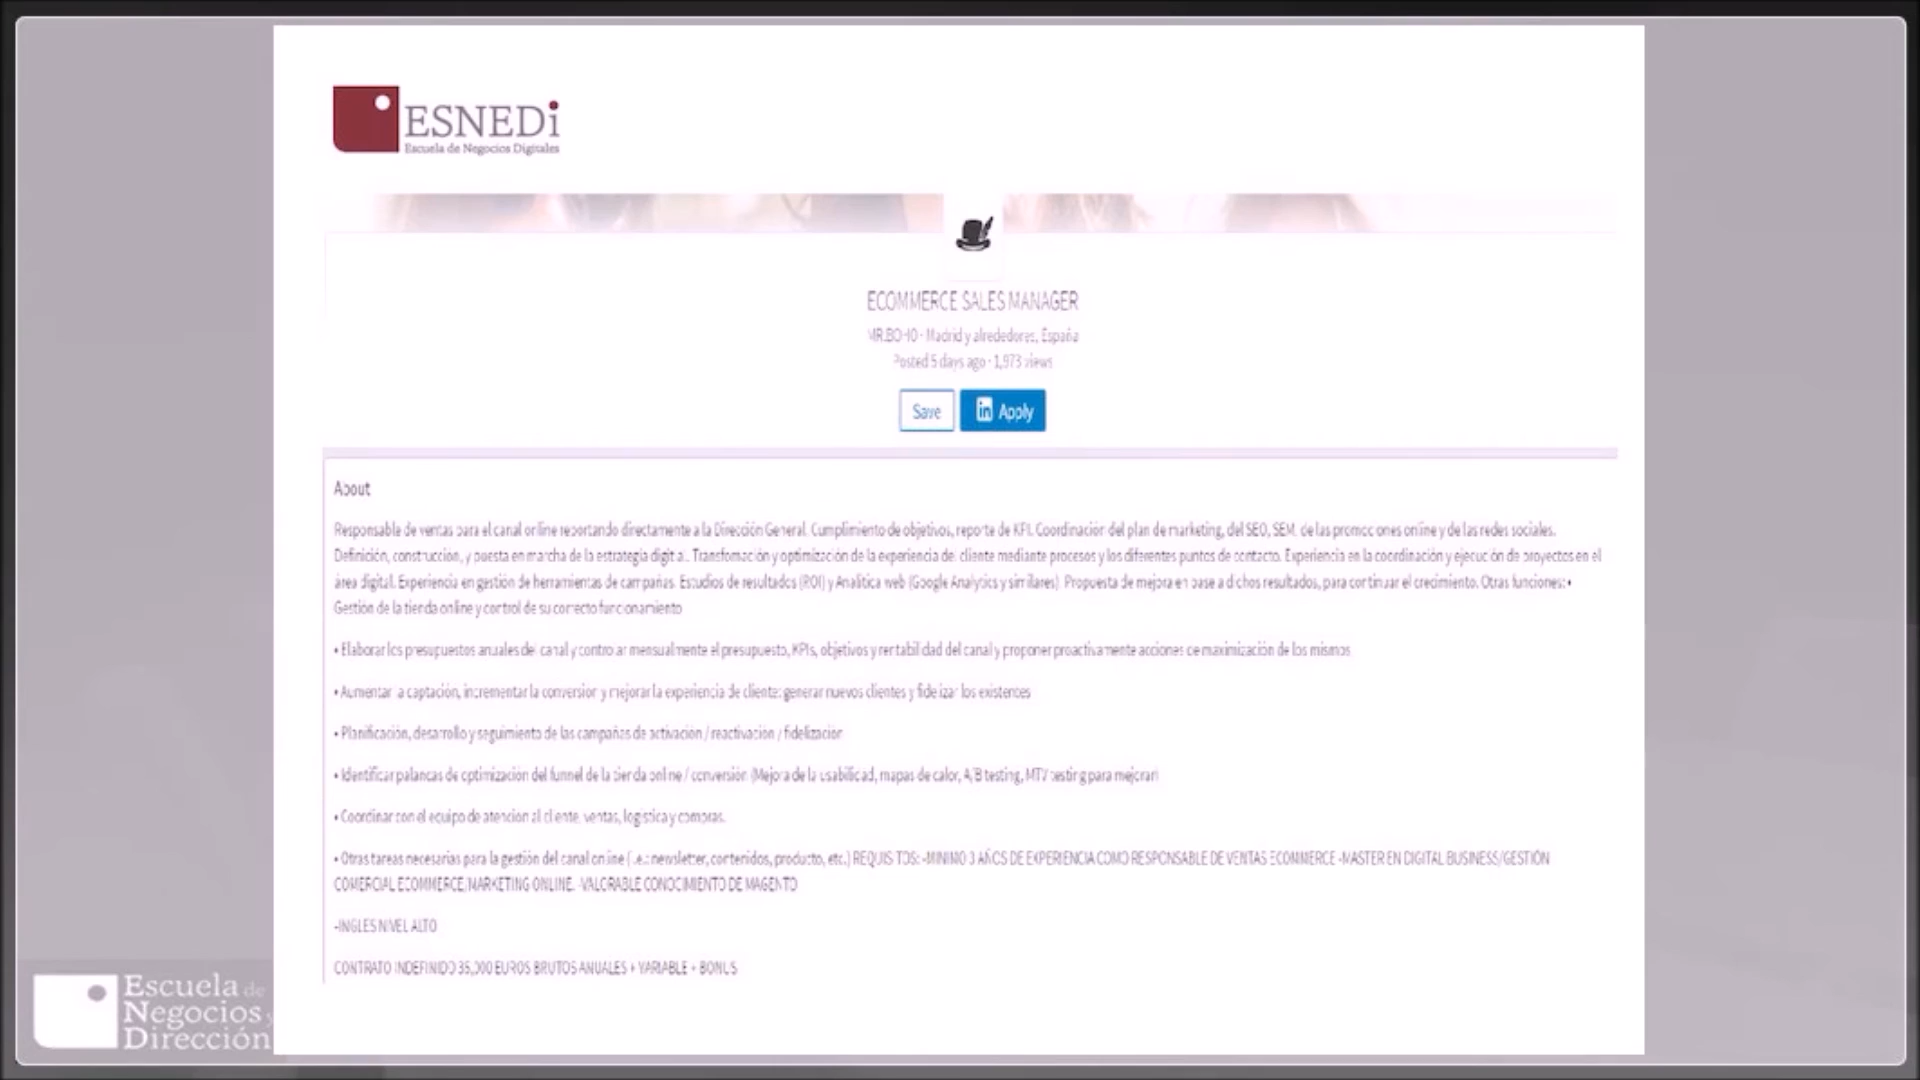 ESNEDi
Escuela de Negocios Digitales
ECOMMERCE SALES MANAGER
MR.BOHO - Madrid y alrededores, España
Posted 5 days ago · 1,973 views
Save
in Apply
About
Responsable de ventas para el canal online reportando directamente a la Dirección General. Cumplimiento de objetivos, reporte de KPI. Coordinación del plan de marketing, del SEO, SEM, de las promociones online y de las redes sociales.
Definición, construccion, y puesta en marcha de la estrategia digital. Transfomación y optimización de la experiencia del cliente mediante procesos y los diferentes puntos de contacto. Experiencia en la coordinación y ejecución de proyectos en el
área digital. Experiencia en gestión de herramientas de campañas. Estudios de resultados (ROI) y Analítica web (Google Analytics y similares). Propuesta de mejora en base a dichos resultados, para continuar el crecimiento. Otras funciones: •
Gestión de la tienda online y control de su correcto funcionamiento
• Elaborar los presupuestos anuales del canal y controlar mensualmente el presupuesto, KPIs, objetivos y rentabilidad del canal y proponer proactivamente acciones de maximización de los mismos
• Aumentar la captación, incrementar la conversion y mejorar la experiencia de cliente: generar nuevos clientes y fidelizar los existentes
• Planificación, desarrollo y seguimiento de las campañas de activación / reactivación / fidelización
• Identificar palancas de optimización del funnel de la tienda online / conversión (Mejora de la usabilidad, mapas de calor, A/B testing, MTV testing para mejorar)
• Coordinar con el equipo de atencion al cliente, ventas, logistica y compras.
• Otras tareas necesarias para la gestión del canal online (i.e.: newsletter, contenidos, producto, etc.) REQUISITOS: -MINIMO 3 AÑOS DE EXPERIENCIA COMO RESPONSABLE DE VENTAS ECOMMERCE -MASTER EN DIGITAL BUSINESS/GESTIÓN
COMERCIAL ECOMMERCE/MARKETING ONLINE. -VALORABLE CONOCIMIENTO DE MAGENTO
-INGLES NIVEL ALTO
CONTRATO INDEFINIDO 35,000 EUROS BRUTOS ANUALES + VARIABLE + BONUS
Escuela de
Negocios y
Dirección